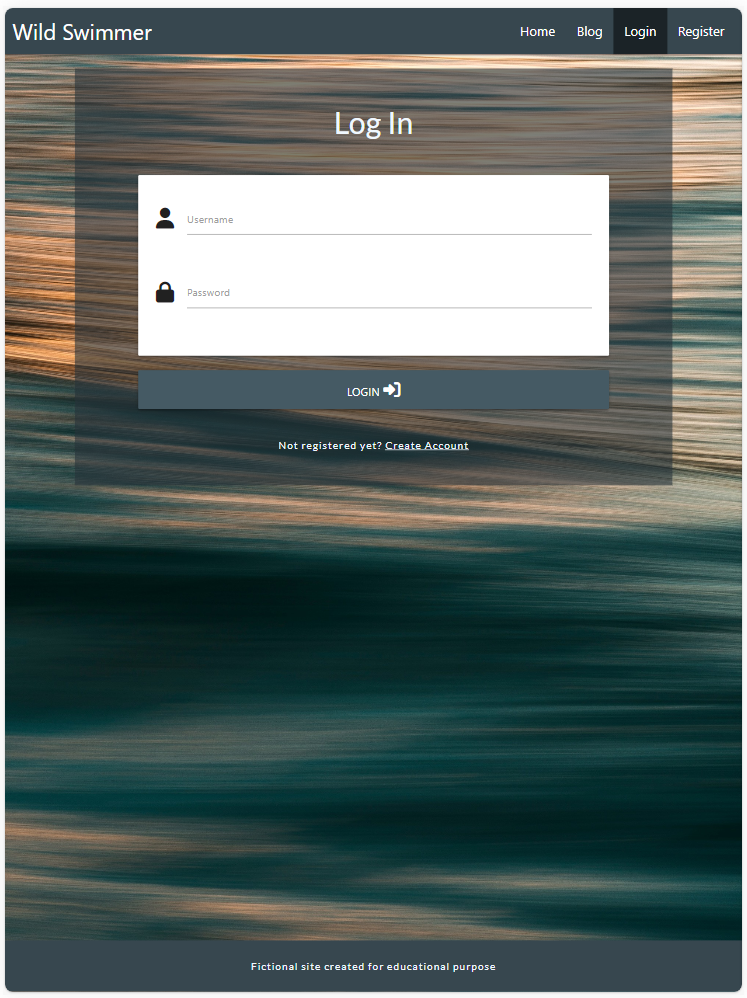 Wild Swimmer
Home Blog Login Register
Log In
Username
Password
LOGIN
Not registered yet? Create Account
Fictional site created for educational purpose